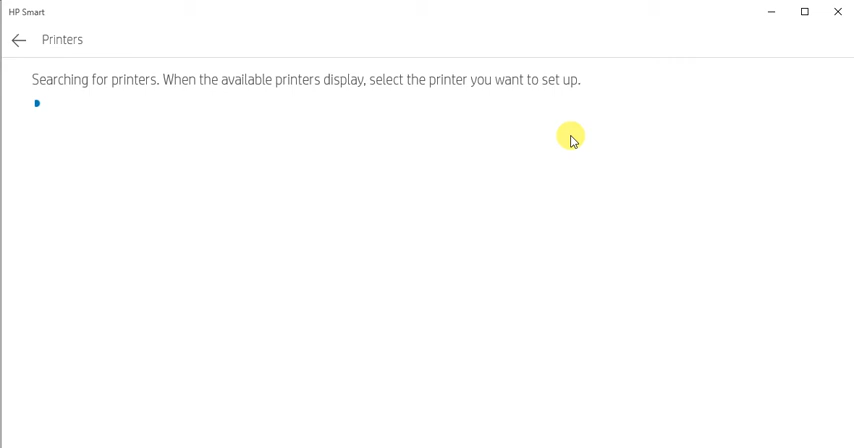 HP Smart
Printers
Searching for printers. When the available printers display, select the printer you want to set up.